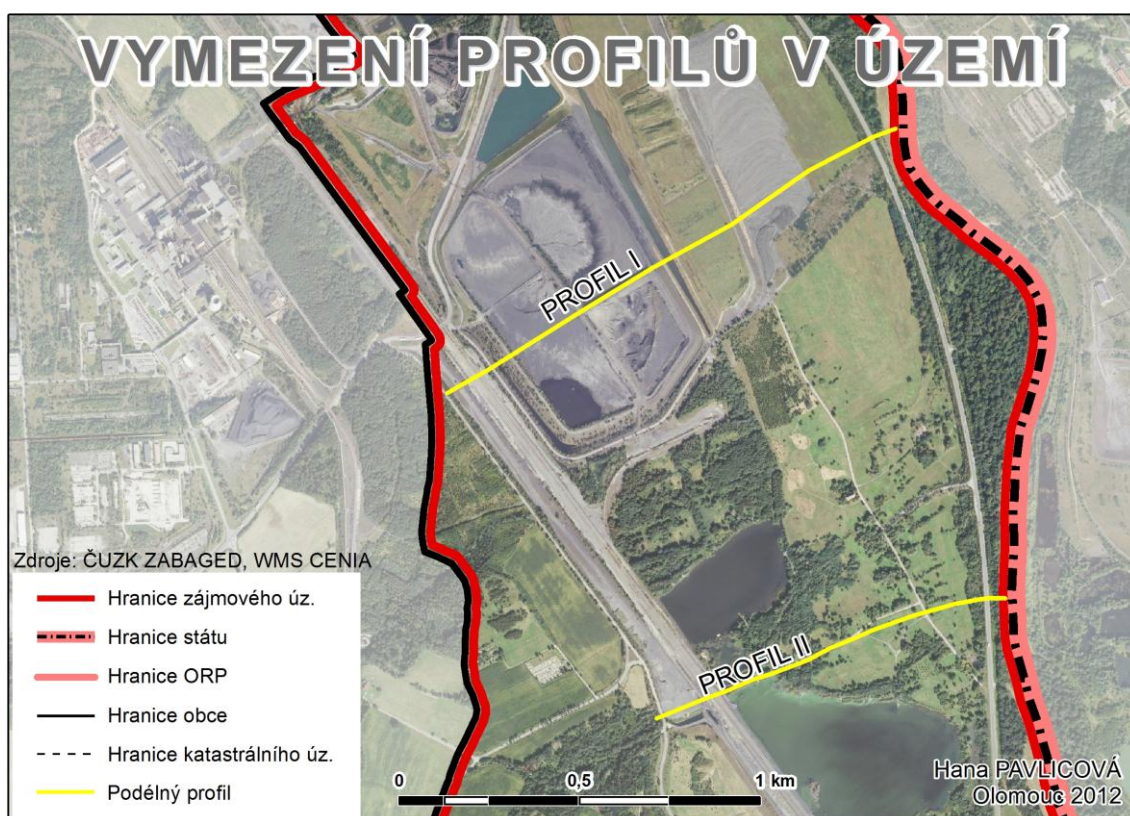 VYMEZENÍ PROFILŮ V ÚZEMÍ
PROFIL I
PROFIL II
Zdroje: ČUZK ZABAGED, WMS CENIA
Hranice zájmového úz.
Hranice státu
Hranice ORP
Hranice obce
Hranice katastrálního úz.
Podélný profil
0 0,5 1 km
Hana PAVLICOVÁ
Olomouc 2012